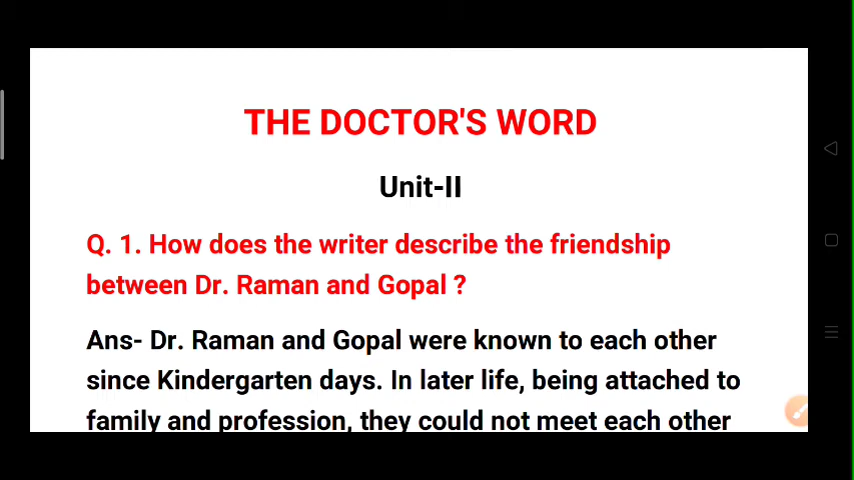 THE DOCTOR'S WORD
Unit-II
Q. 1. How does the writer describe the friendship
between Dr. Raman and Gopal ?
Ans- Dr. Raman and Gopal were known to each other
since Kindergarten days. In later life, being attached to
family and profession, they could not meet each other